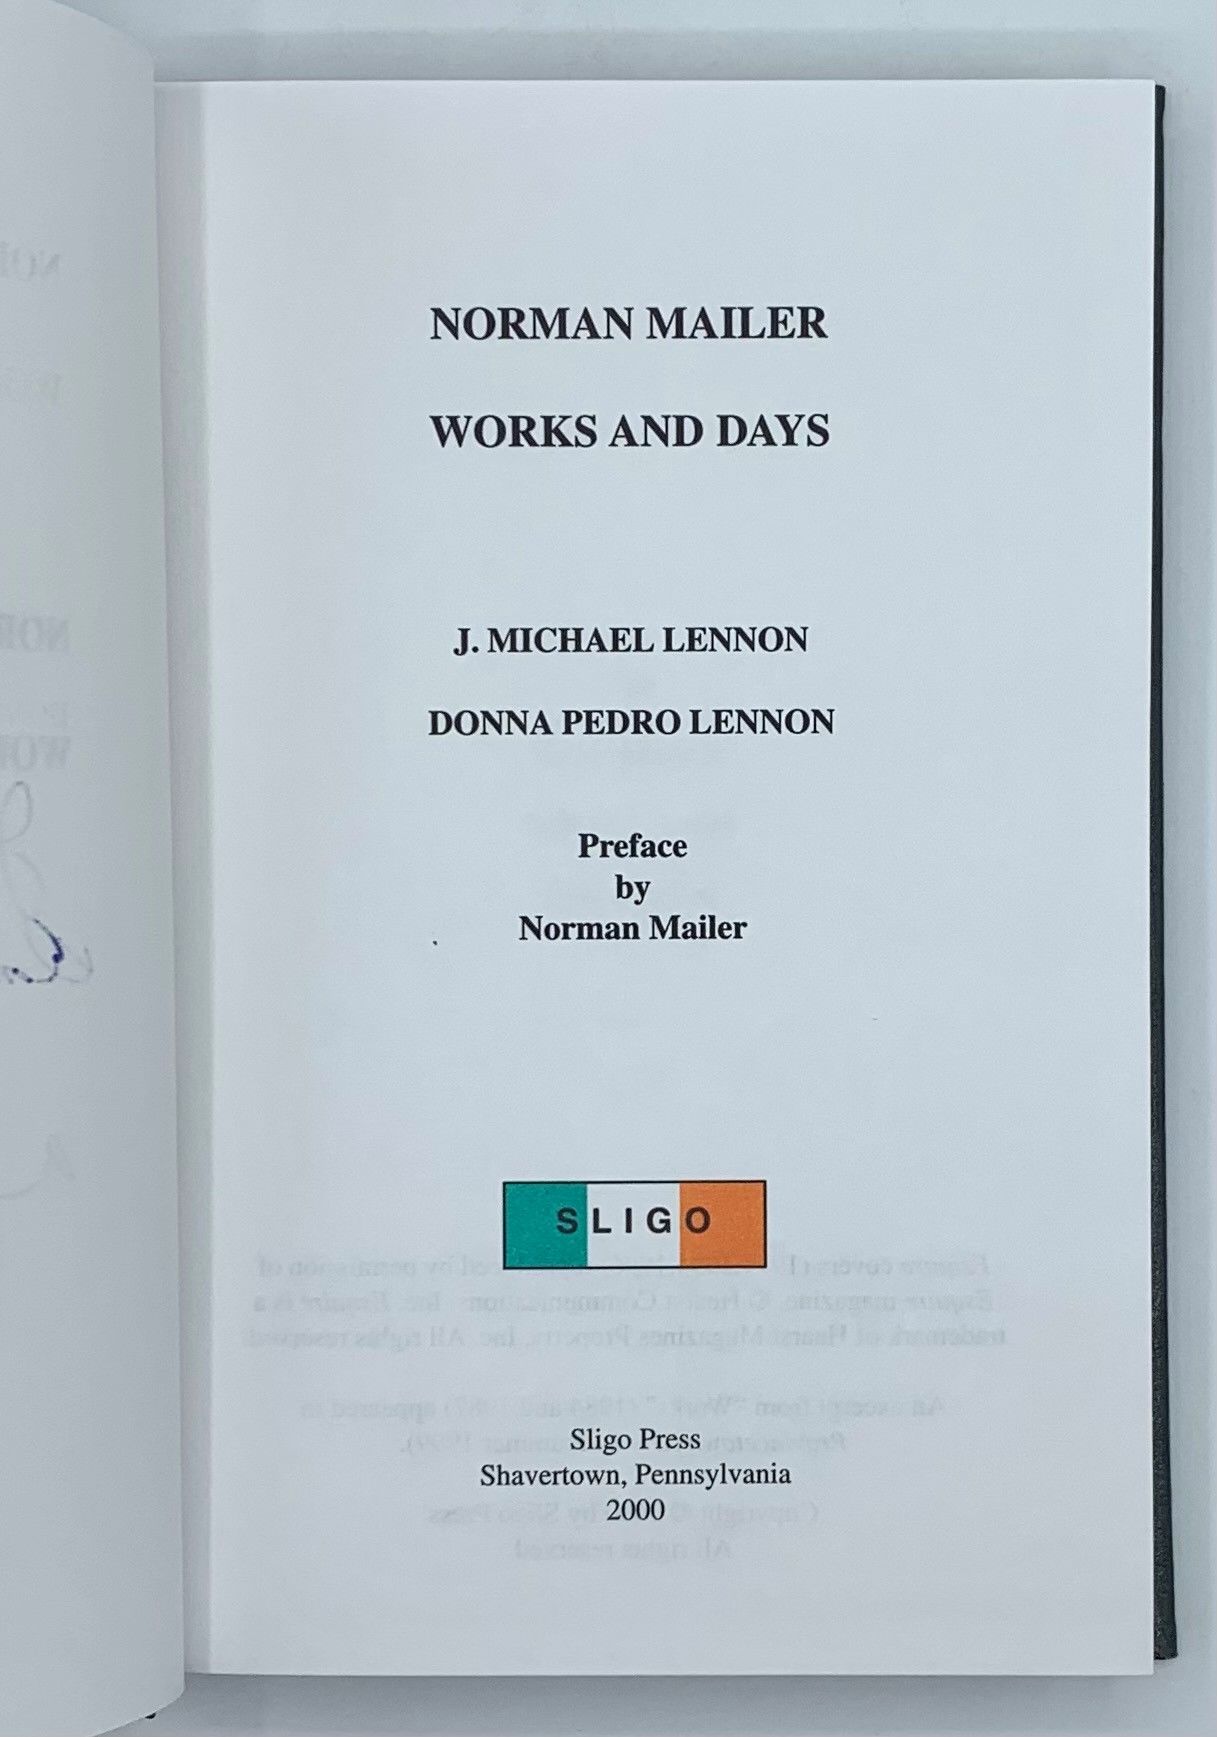 NORMAN MAILER
WORKS AND DAYS
J. MICHAEL LENNON
DONNA PEDRO LENNON
Preface
by
Norman Mailer
SLIGO
Sligo Press
Shavertown, Pennsylvania
2000